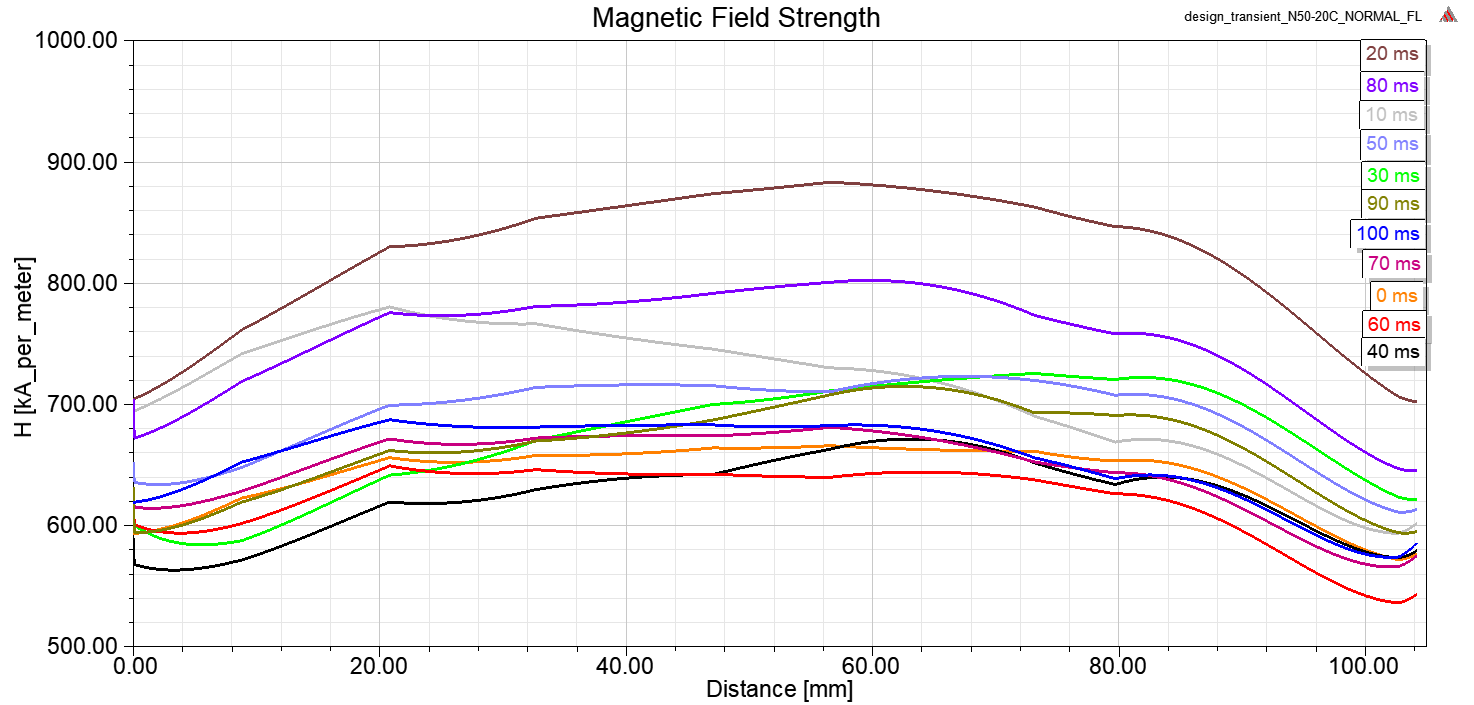 Magnetic Field Strength
design_transient_N50-20C_NORMAL_FL
1000.00
900.00
800.00
700.00
600.00
500.00
H [kA_per_meter]
20 ms
80 ms
10 ms
50 ms
30 ms
90 ms
100 ms
70 ms
0 ms
60 ms
40 ms
0.00 20.00 40.00 60.00 80.00 100.00
Distance [mm]